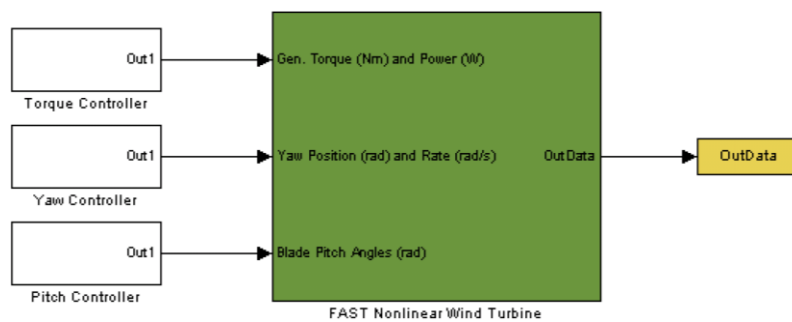 Out1
Gen. Torque (Nm) and Power (W)
Torque Controller
Out1
Yaw Position (rad) and Rate (rad/s)
OutData
OutData
Yaw Controller
Out1
Blade Pitch Angles (rad)
Pitch Controller
FAST Nonlinear Wind Turbine